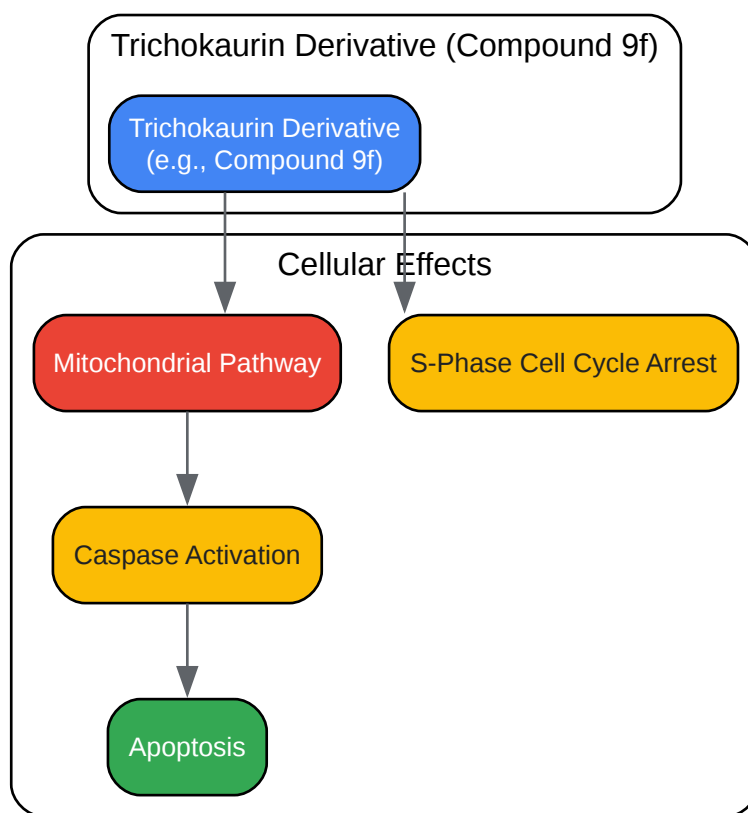 Trichokaurin Derivative (Compound 9f)
Trichokaurin Derivative
(e.g., Compound 9f)
Cellular Effects
Mitochondrial Pathway
S-Phase Cell Cycle Arrest
Caspase Activation
Apoptosis